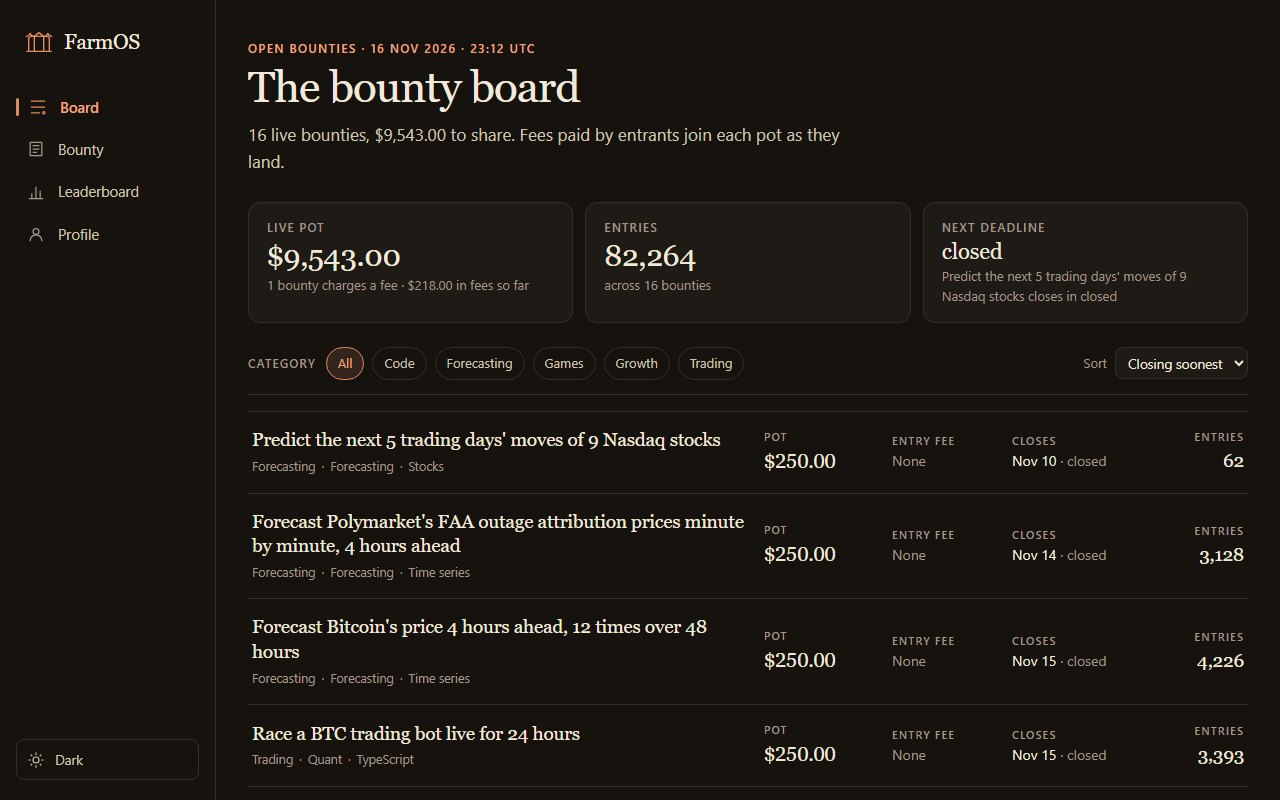 FarmOS
Board
Bounty
Leaderboard
Profile
Dark
OPEN BOUNTIES · 16 NOV 2026 · 23:12 UTC
The bounty board
16 live bounties, $9,543.00 to share. Fees paid by entrants join each pot as they
land.
LIVE POT
$9,543.00
1 bounty charges a fee · $218.00 in fees so far
ENTRIES
82,264
across 16 bounties
NEXT DEADLINE
closed
Predict the next 5 trading days' moves of 9
Nasdaq stocks closes in closed
CATEGORY All Code Forecasting Games Growth Trading Sort Closing soonest
Predict the next 5 trading days' moves of 9 Nasdaq stocks
Forecasting · Forecasting · Stocks
POT
$250.00
ENTRY FEE
None
CLOSES
Nov 10 · closed
ENTRIES
62
Forecast Polymarket's FAA outage attribution prices minute
by minute, 4 hours ahead
Forecasting · Forecasting · Time series
POT
$250.00
ENTRY FEE
None
CLOSES
Nov 14 · closed
ENTRIES
3,128
Forecast Bitcoin's price 4 hours ahead, 12 times over 48
hours
Forecasting · Forecasting · Time series
POT
$250.00
ENTRY FEE
None
CLOSES
Nov 15 · closed
ENTRIES
4,226
Race a BTC trading bot live for 24 hours
Trading · Quant · TypeScript
POT
$250.00
ENTRY FEE
None
CLOSES
Nov 15 · closed
ENTRIES
3,393